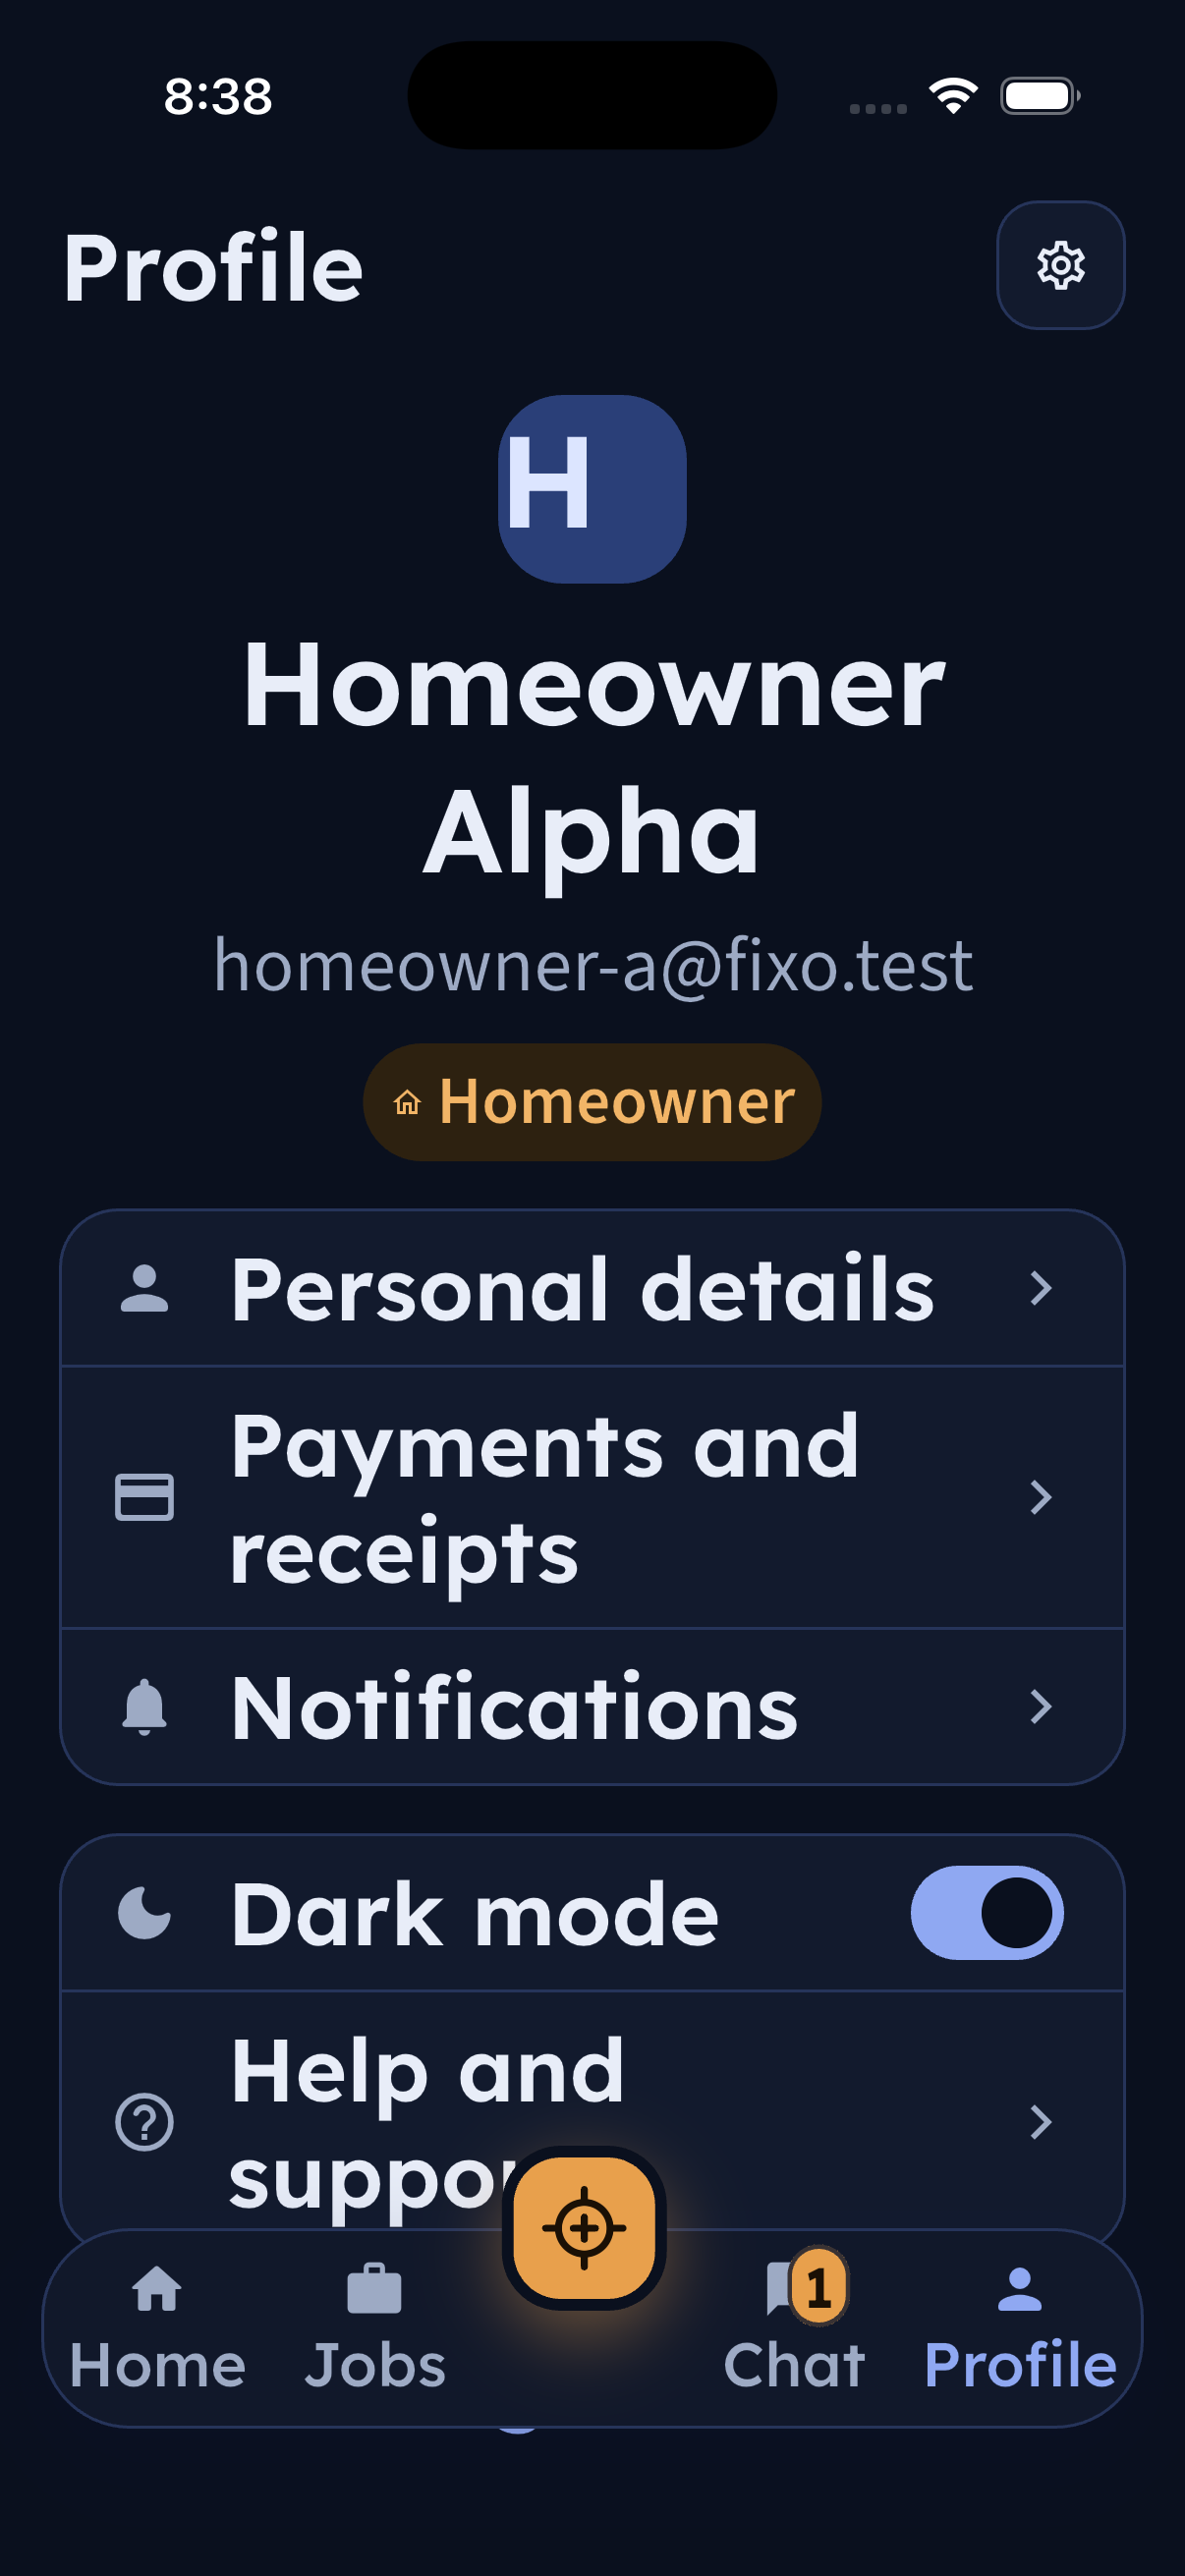 8:38
Profile
H
Homeowner
Alpha
homeowner-a@fixo.test
Homeowner
Personal details
Payments and
receipts
Notifications
Dark mode
Help and
1
Home
Jobs
Chat
Profile